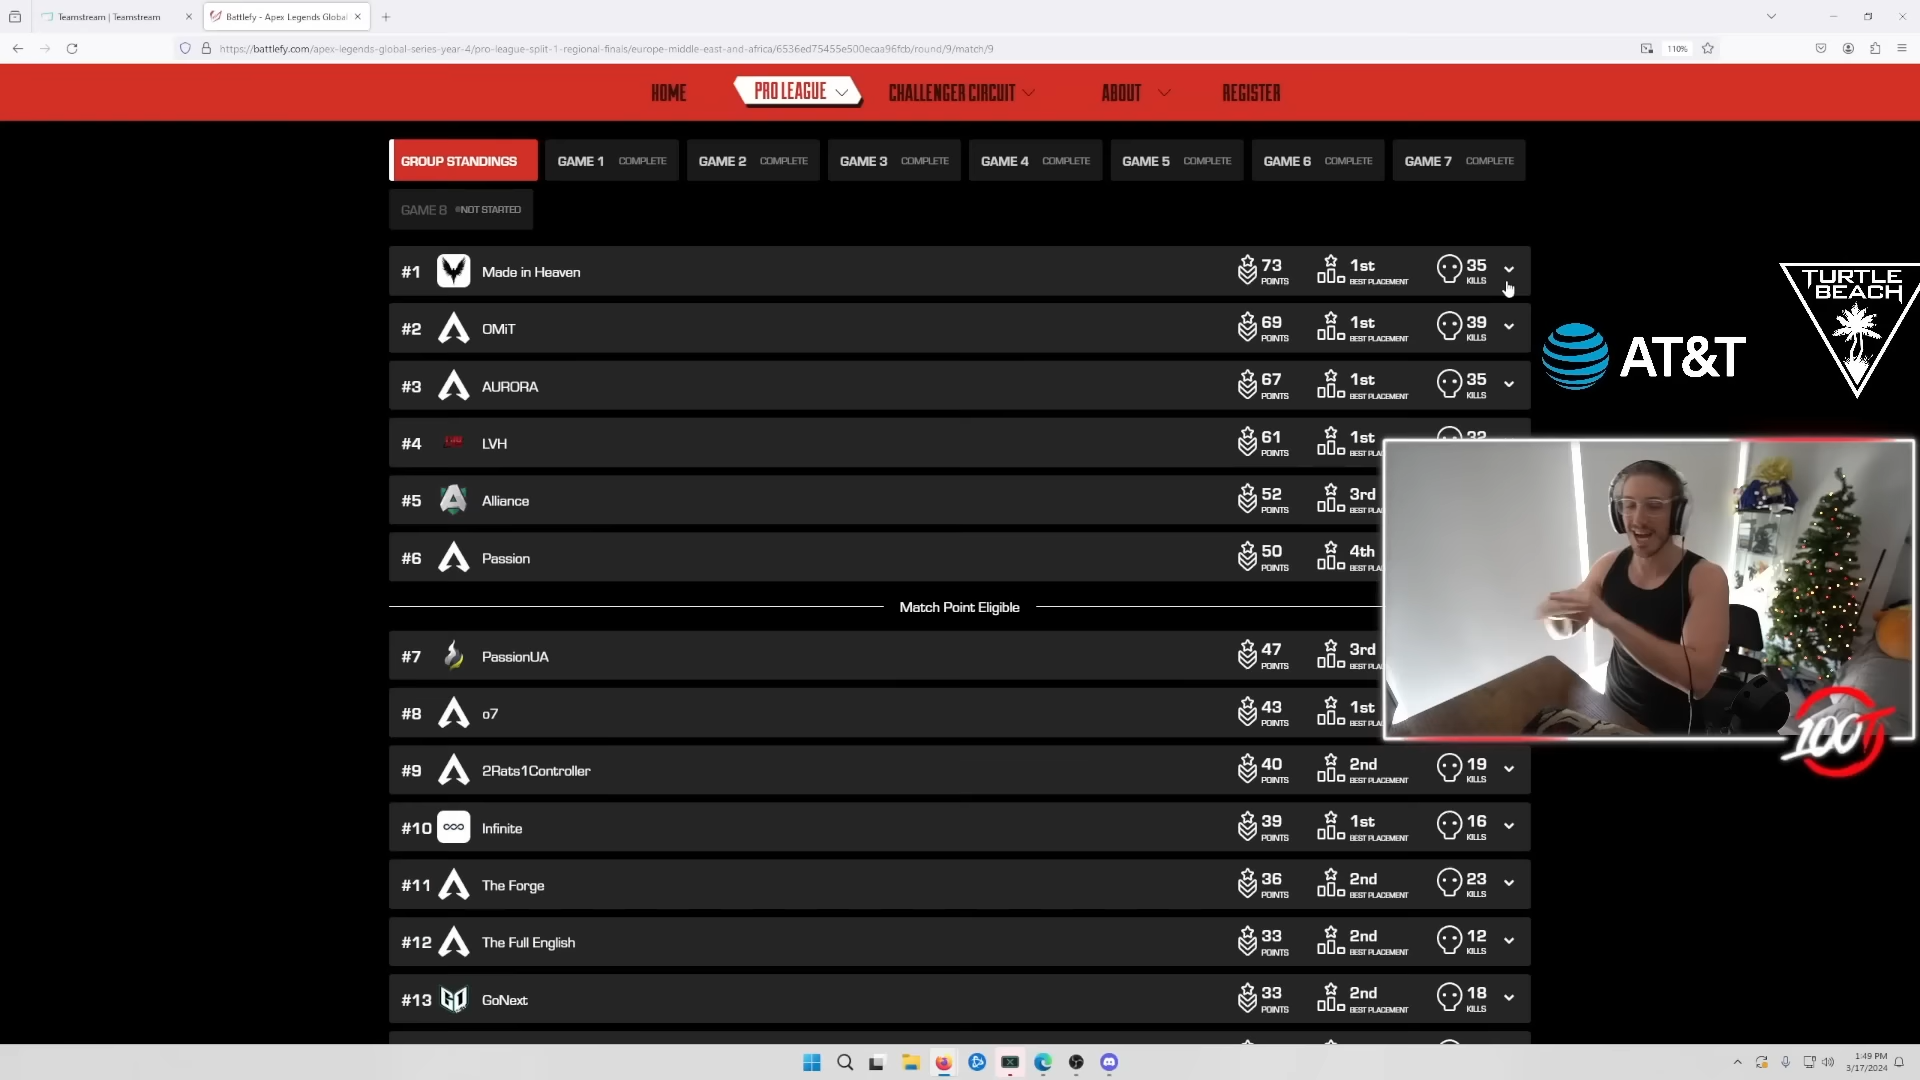 Teamstream | Teamstream
Battlefy - Apex Legends Global
https://battlefy.com/apex-legends-global-series-year-4/pro-league-split-1-regional-finals/europe-middle-east-and-africa/6536ed75455e500ecaa96fcb/round/9/match/9
110%
HOME PRO LEAGUE CHALLENGER CIRCUIT ABOUT REGISTER
GROUP STANDINGS GAME 1 COMPLETE GAME 2 COMPLETE GAME 3 COMPLETE GAME 4 COMPLETE GAME 5 COMPLETE GAME 6 COMPLETE GAME 7 COMPLETE
GAME 8 NOT STARTED
#1 Made in Heaven 73 POINTS 1st BEST PLACEMENT 35 KILLS
#2 OMiT 69 POINTS 1st BEST PLACEMENT 39 KILLS
#3 AURORA 67 POINTS 1st BEST PLACEMENT 35 KILLS
#4 LVH 61 POINTS 1st
#5 Alliance 52 POINTS 3rd
#6 Passion 50 POINTS 4th
Match Point Eligible
#7 PassionUA 47 POINTS 3rd
#8 o7 43 POINTS 1st
#9 2Rats1Controller 40 POINTS 2nd BEST PLACEMENT 19 KILLS
#10 Infinite 39 POINTS 1st BEST PLACEMENT 16 KILLS
#11 The Forge 36 POINTS 2nd BEST PLACEMENT 23 KILLS
#12 The Full English 33 POINTS 2nd BEST PLACEMENT 12 KILLS
#13 GoNext 33 POINTS 2nd BEST PLACEMENT 18 KILLS
TURTLE
BEACH
AT&T
100T
1:49 PM
3/17/2024